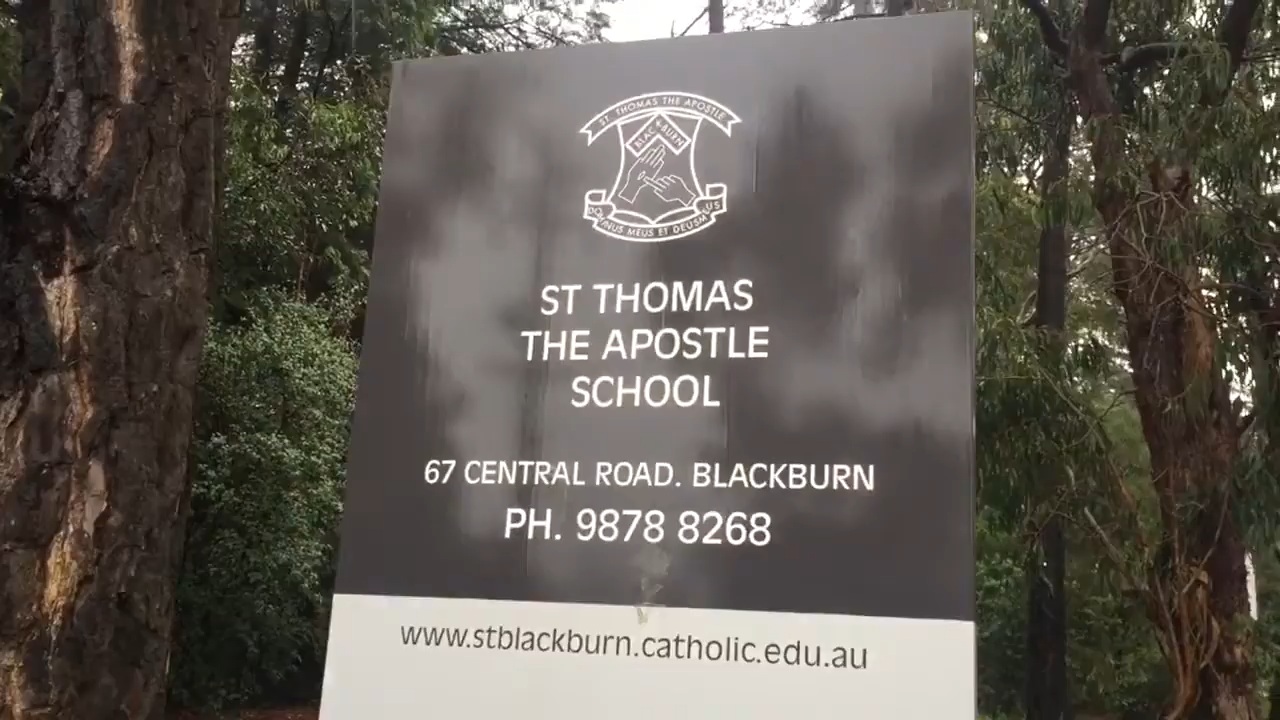 ST THOMAS THE APOSTLE
BLACKBURN
DOMINUS MEUS ET DEUS MEUS
ST THOMAS
THE APOSTLE
SCHOOL
67 CENTRAL ROAD. BLACKBURN
PH. 9878 8268
www.stblackburn.catholic.edu.au